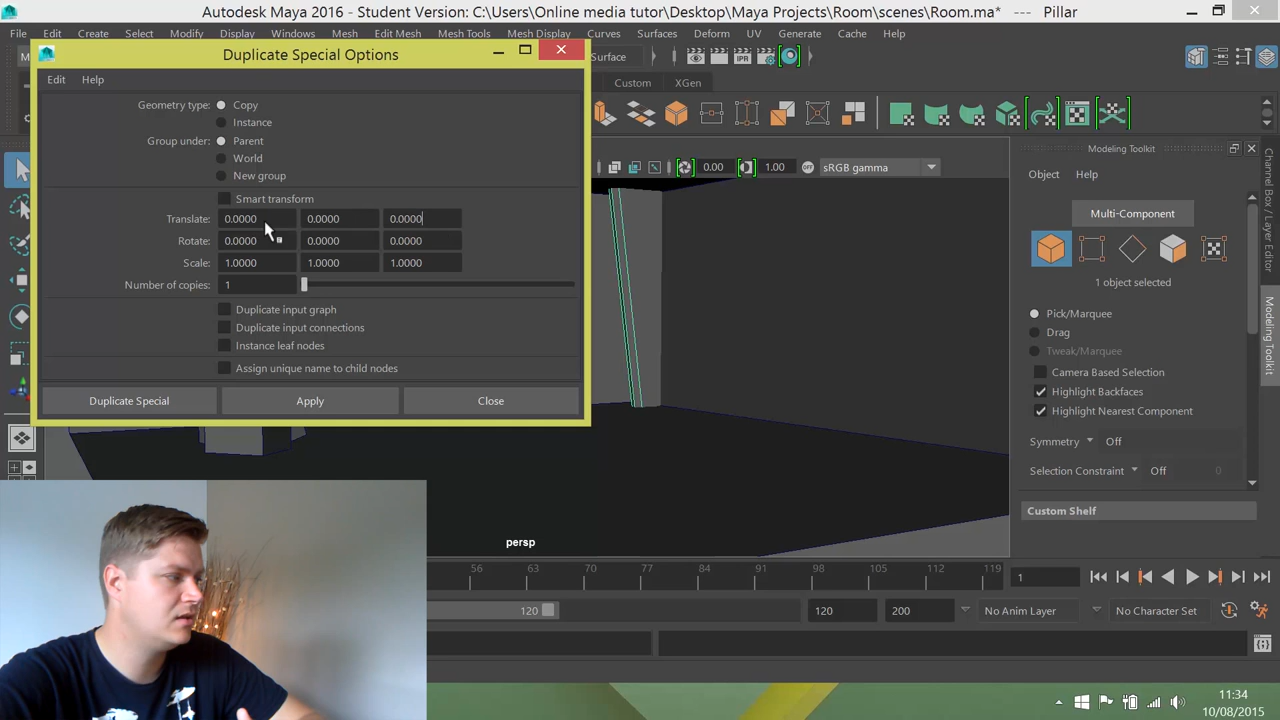 Autodesk Maya 2016 - Student Version: C:\Users\Online media tutor\Desktop\Maya Projects\Room\scenes\Room.ma* --- Pillar
File Edit Create Select Modify Display Windows Mesh Edit Mesh Mesh Tools Mesh Display Curves Surfaces Deform UV Generate Cache Help
Duplicate Special Options
Surface
Edit Help
Custom XGen
Geometry type: Copy
Instance
Group under: Parent
World
New group
Smart transform
Translate: 0.0000 0.0000 0.0000
Rotate: 0.0000 0.0000 0.0000
Scale: 1.0000 1.0000 1.0000
Number of copies: 1
Duplicate input graph
Duplicate input connections
Instance leaf nodes
Assign unique name to child nodes
Duplicate Special Apply Close
0.00 1.00 sRGB gamma
persp
Modeling Toolkit
Object Help
Multi-Component
1 object selected
Pick/Marquee
Drag
Tweak/Marquee
Camera Based Selection
Highlight Backfaces
Highlight Nearest Component
Symmetry Off
Selection Constraint Off 0
Custom Shelf
Channel Box / Layer Editor
Modeling Toolkit
56 63 70 77 84 91 98 105 112 119 1
120 120 200 No Anim Layer No Character Set
11:34
10/08/2015